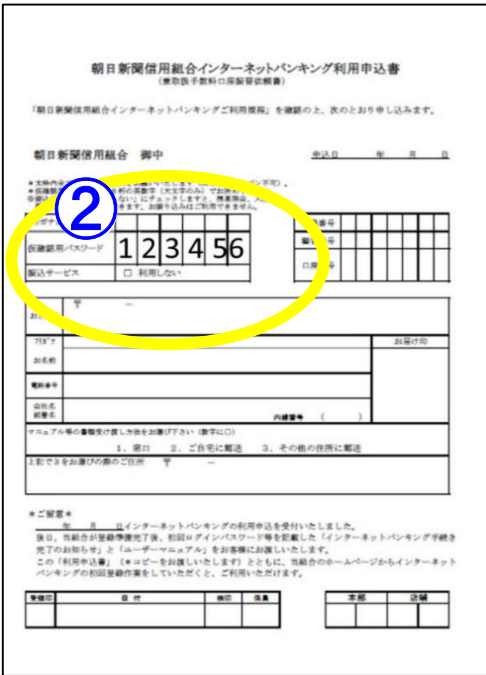 朝日新聞信用組合インターネットバンキング利用申込書
（兼取扱手数料口座振替依頼書）
「朝日新聞信用組合インターネットバンキングご利用規程」を確認の上、次のとおり申し込みます。
朝日新聞信用組合 御中
申込日 年 月 日
②
仮確認用パスワード 123456
振込サービス □ 利用しない
〒 －
ﾌﾘｶﾞﾅ
お届け印
お名前
電話番号
会社名
部署名
内線番号 （ ）
マニュアル等の書類受け渡し方法をお選び下さい（数字に○）
1．窓口 2．ご自宅に郵送 3．その他の住所に郵送
上記で3をお選びの際のご住所 〒 －
＊ご留意＊
年 月 日インターネットバンキングの利用申込を受付いたしました。
後日、当組合が登録準備完了後、初回ログインパスワード等を記載した「インターネットバンキング手続き
完了のお知らせ」と「ユーザーマニュアル」をお客様にお渡しいたします。
この「利用申込書」（＊コピーをお渡しいたします）とともに、当組合のホームページからインターネット
バンキングの初回登録作業をしていただくと、ご利用いただけます。
受領印 日付 検印 係員
本部 店舗